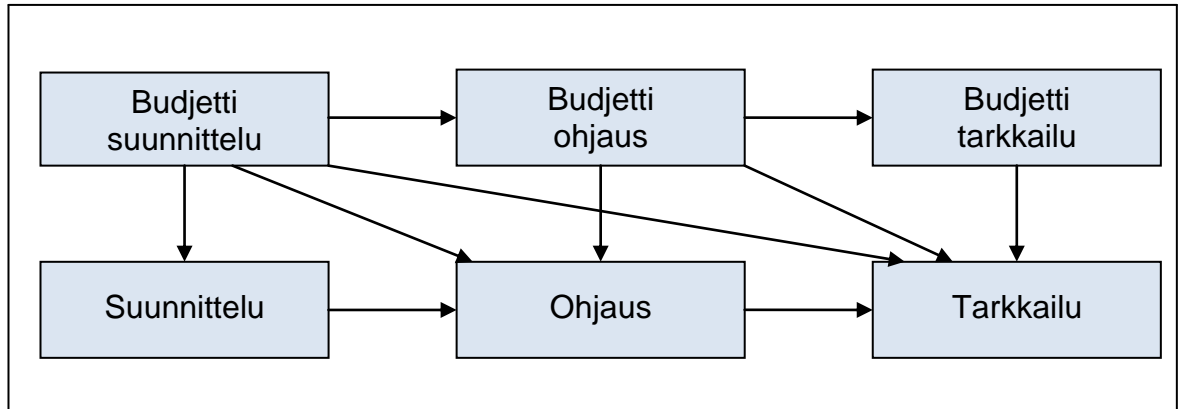 Budjetti
suunnittelu
Budjetti
ohjaus
Budjetti
tarkkailu
Suunnittelu
Ohjaus
Tarkkailu